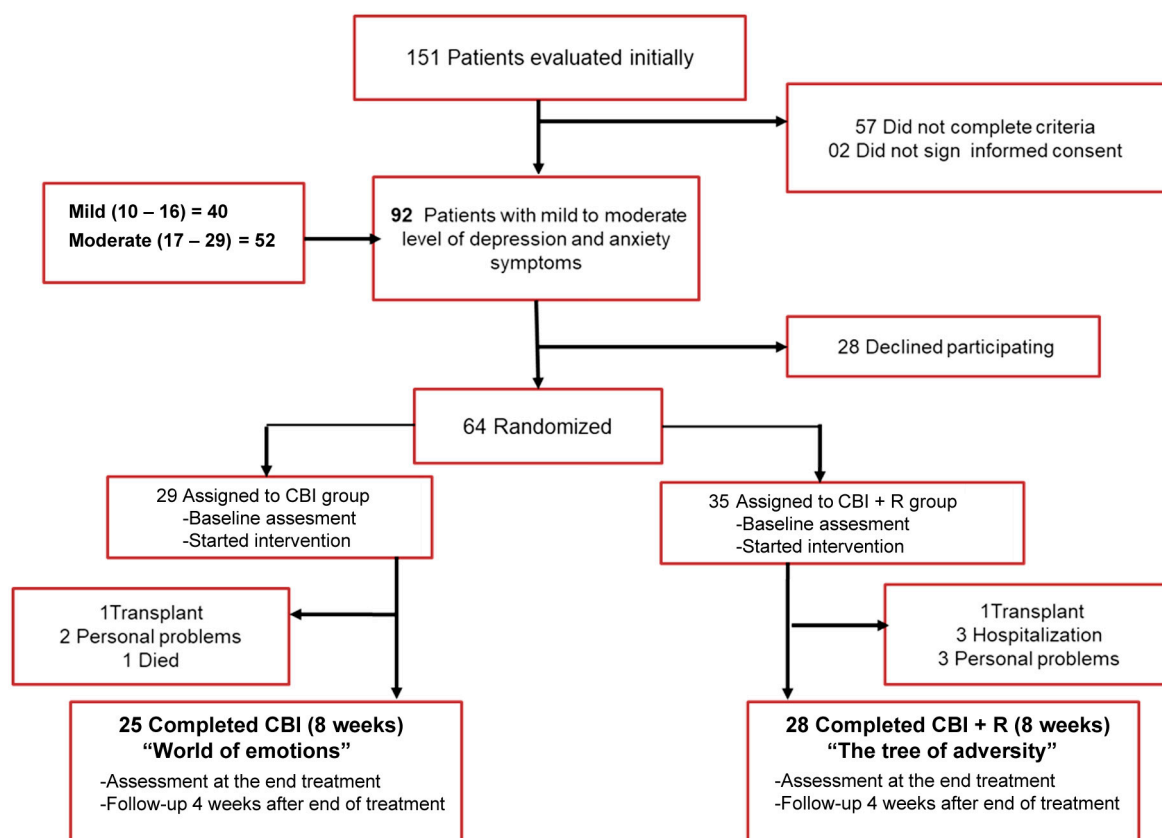 151 Patients evaluated initially
57 Did not complete criteria
02 Did not sign informed consent
Mild (10 – 16) = 40
Moderate (17 – 29) = 52
92 Patients with mild to moderate
level of depression and anxiety
symptoms
28 Declined participating
64 Randomized
29 Assigned to CBI group
-Baseline assesment
-Started intervention
35 Assigned to CBI + R group
-Baseline assesment
-Started intervention
1Transplant
2 Personal problems
1 Died
1Transplant
3 Hospitalization
3 Personal problems
25 Completed CBI (8 weeks)
“World of emotions”
-Assessment at the end treatment
-Follow-up 4 weeks after end of treatment
28 Completed CBI + R (8 weeks)
“The tree of adversity”
-Assessment at the end treatment
-Follow-up 4 weeks after end of treatment